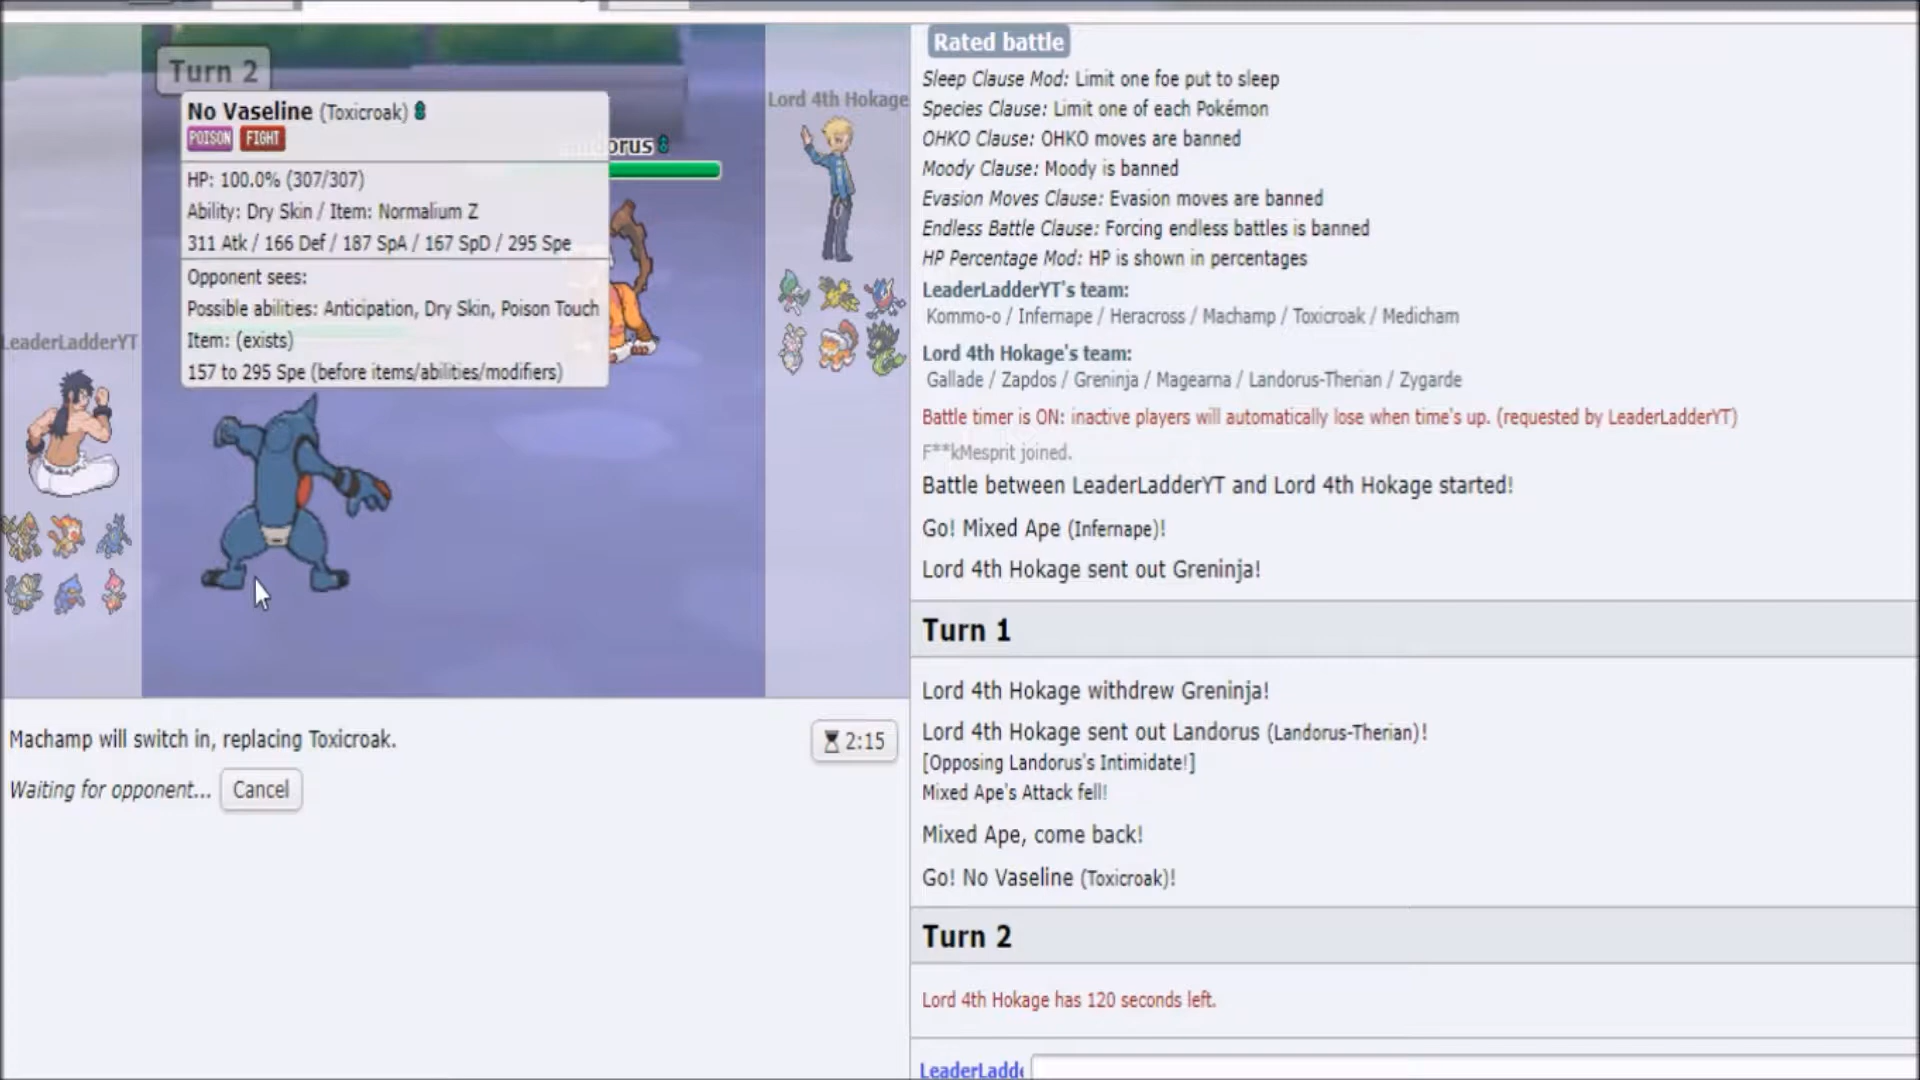 Turn 2
No Vaseline (Toxicroak)
POISON FIGHT
HP: 100.0% (307/307)
Ability: Dry Skin / Item: Normalium Z
311 Atk / 166 Def / 187 SpA / 167 SpD / 295 Spe
Opponent sees:
Possible abilities: Anticipation, Dry Skin, Poison Touch
Item: (exists)
157 to 295 Spe (before items/abilities/modifiers)
Lord 4th Hokage
LeaderLadderYT
Machamp will switch in, replacing Toxicroak.
2:15
Waiting for opponent... Cancel
Rated battle
Sleep Clause Mod: Limit one foe put to sleep
Species Clause: Limit one of each Pokémon
OHKO Clause: OHKO moves are banned
Moody Clause: Moody is banned
Evasion Moves Clause: Evasion moves are banned
Endless Battle Clause: Forcing endless battles is banned
HP Percentage Mod: HP is shown in percentages
LeaderLadderYT's team:
Kommo-o / Infernape / Heracross / Machamp / Toxicroak / Medicham
Lord 4th Hokage's team:
Gallade / Zapdos / Greninja / Magearna / Landorus-Therian / Zygarde
Battle timer is ON: inactive players will automatically lose when time's up. (requested by LeaderLadderYT)
F**kMesprit joined.
Battle between LeaderLadderYT and Lord 4th Hokage started!
Go! Mixed Ape (Infernape)!
Lord 4th Hokage sent out Greninja!
Turn 1
Lord 4th Hokage withdrew Greninja!
Lord 4th Hokage sent out Landorus (Landorus-Therian)!
[Opposing Landorus's Intimidate!]
Mixed Ape's Attack fell!
Mixed Ape, come back!
Go! No Vaseline (Toxicroak)!
Turn 2
Lord 4th Hokage has 120 seconds left.